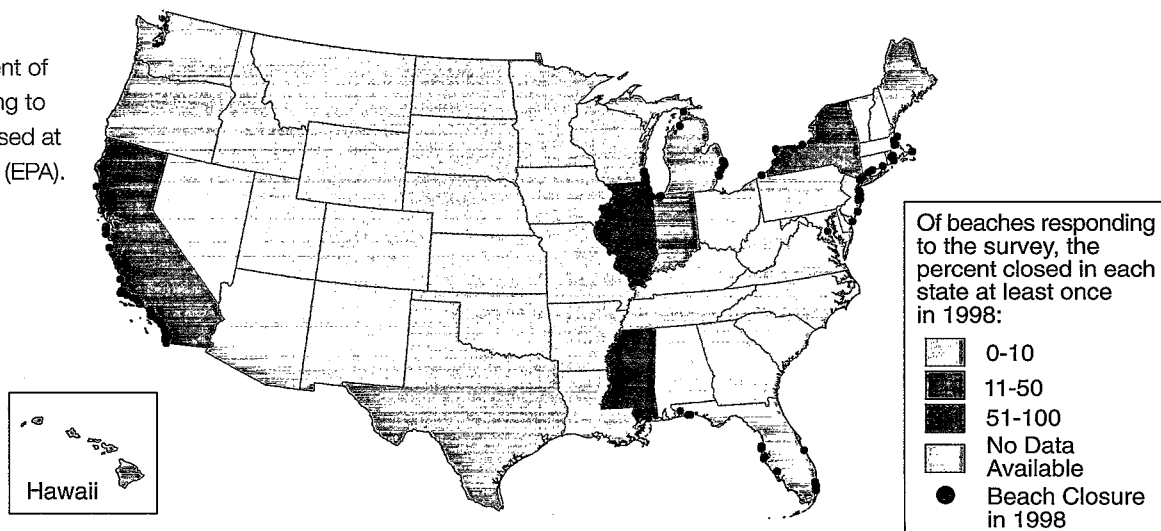 ent of
ng to
sed at
(EPA).
Hawaii
Of beaches responding
to the survey, the
percent closed in each
state at least once
in 1998:
0-10
11-50
51-100
No Data
Available
Beach Closure
in 1998